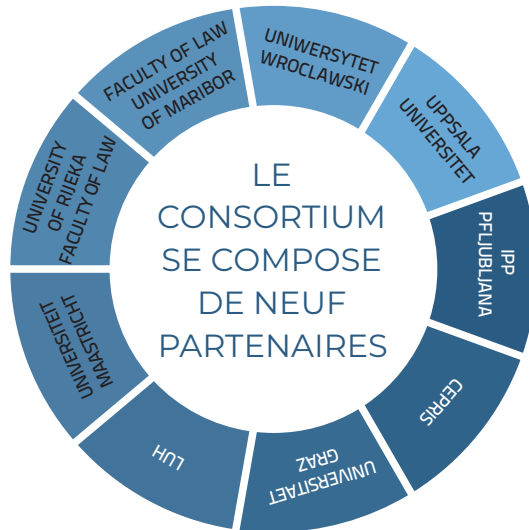 LE
CONSORTIUM
SE COMPOSE
DE NEUF
PARTENAIRES
UNIWERSYTET
WROCLAWSKI
UPPSALA
UNIVERSITET
IPP
PFLJUBLJANA
CEPRIS
UNIVERSITAET
GRAZ
LUH
UNIVERSITEIT
MAASTRICHT
UNIVERSITY
OF RIJEKA
FACULTY OF LAW
FACULTY OF LAW
UNIVERSITY
OF MARIBOR